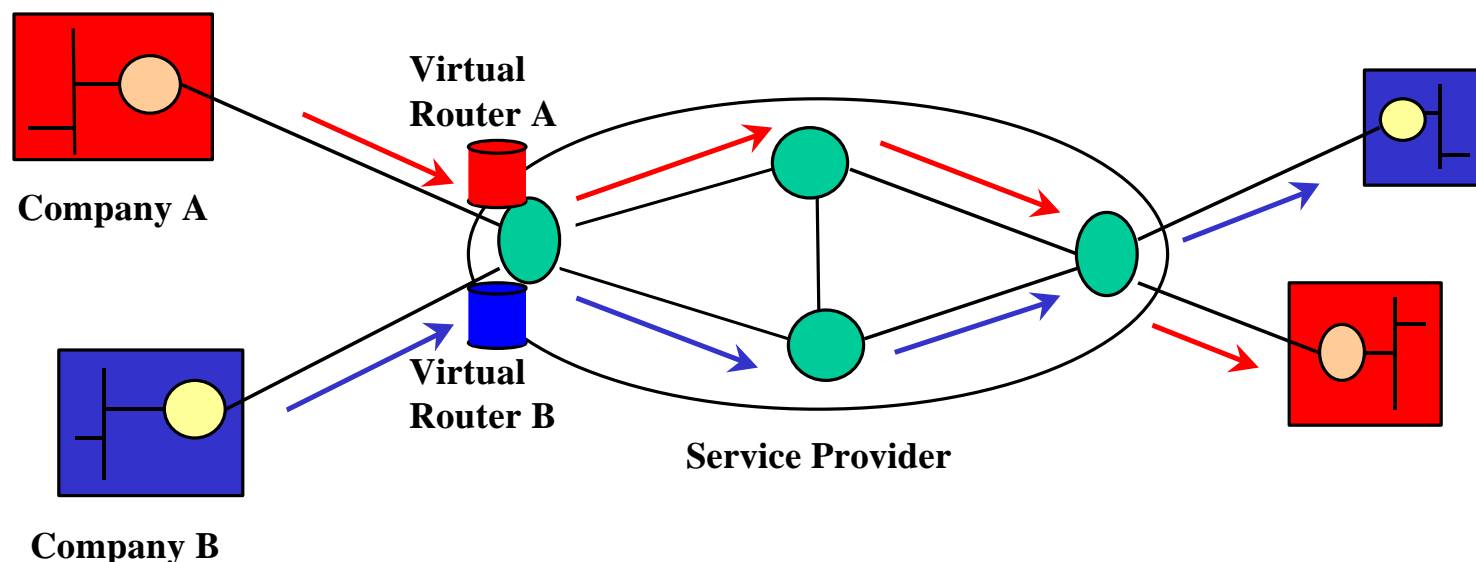 Virtual
Router A
Company A
Virtual
Router B
Service Provider
Company B